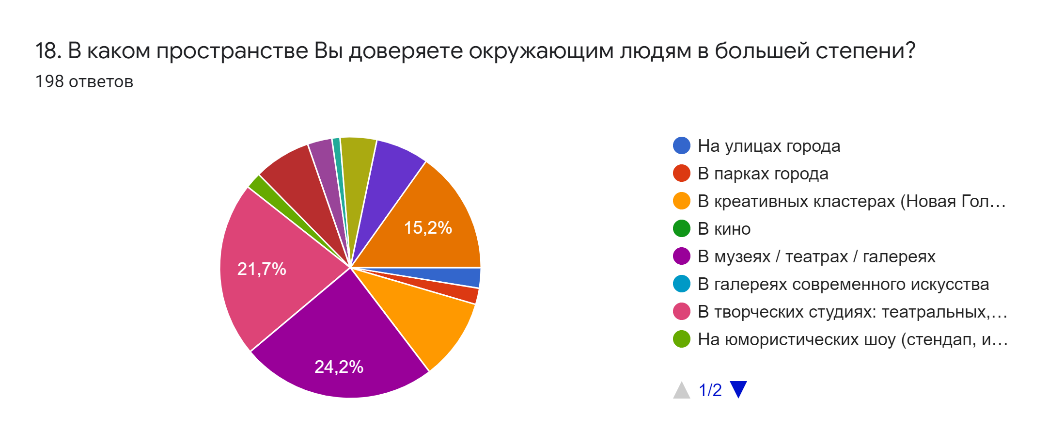 18. В каком пространстве Вы доверяете окружающим людям в большей степени?
198 ответов
15,2%
21,7%
24,2%
На улицах города
В парках города
В креативных кластерах (Новая Гол...
В кино
В музеях / театрах / галереях
В галереях современного искусства
В творческих студиях: театральных,...
На юмористических шоу (стендап, и...
1/2